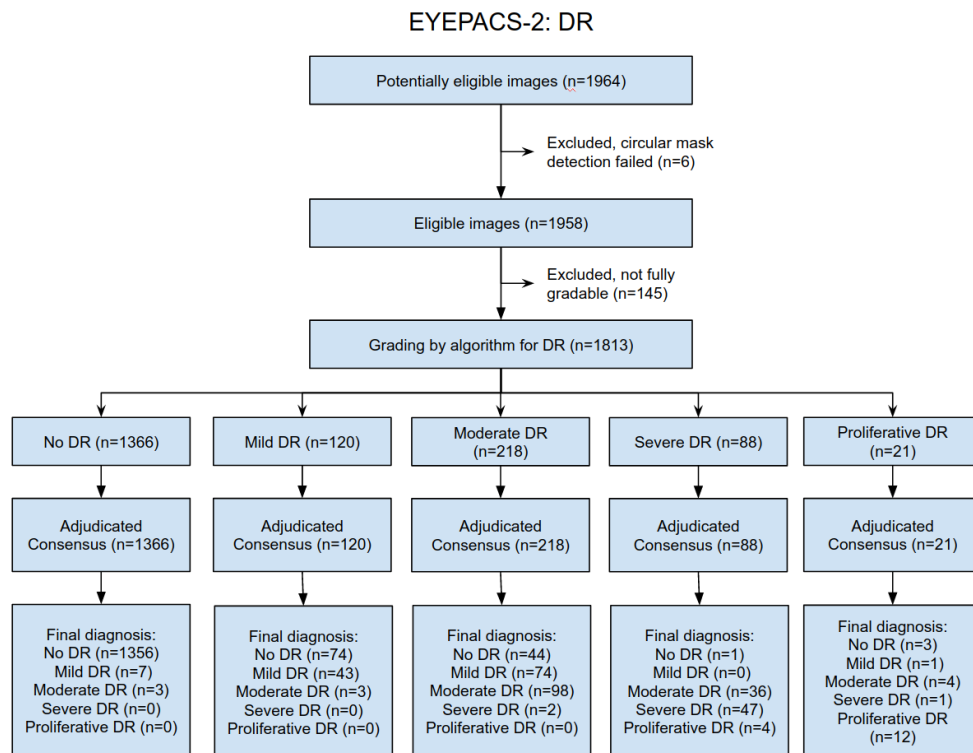 EYEPACS-2: DR
Potentially eligible images (n=1964)
Excluded, circular mask
detection failed (n=6)
Eligible images (n=1958)
Excluded, not fully
gradable (n=145)
Grading by algorithm for DR (n=1813)
No DR (n=1366)
Mild DR (n=120)
Moderate DR
(n=218)
Severe DR (n=88)
Proliferative DR
(n=21)
Adjudicated
Consensus (n=1366)
Adjudicated
Consensus (n=120)
Adjudicated
Consensus (n=218)
Adjudicated
Consensus (n=88)
Adjudicated
Consensus (n=21)
Final diagnosis:
No DR (n=1356)
Mild DR (n=7)
Moderate DR (n=3)
Severe DR (n=0)
Proliferative DR (n=0)
Final diagnosis:
No DR (n=74)
Mild DR (n=43)
Moderate DR (n=3)
Severe DR (n=0)
Proliferative DR (n=0)
Final diagnosis:
No DR (n=44)
Mild DR (n=74)
Moderate DR (n=98)
Severe DR (n=2)
Proliferative DR (n=0)
Final diagnosis:
No DR (n=1)
Mild DR (n=0)
Moderate DR (n=36)
Severe DR (n=47)
Proliferative DR (n=4)
Final diagnosis:
No DR (n=3)
Mild DR (n=1)
Moderate DR (n=4)
Severe DR (n=1)
Proliferative DR
(n=12)